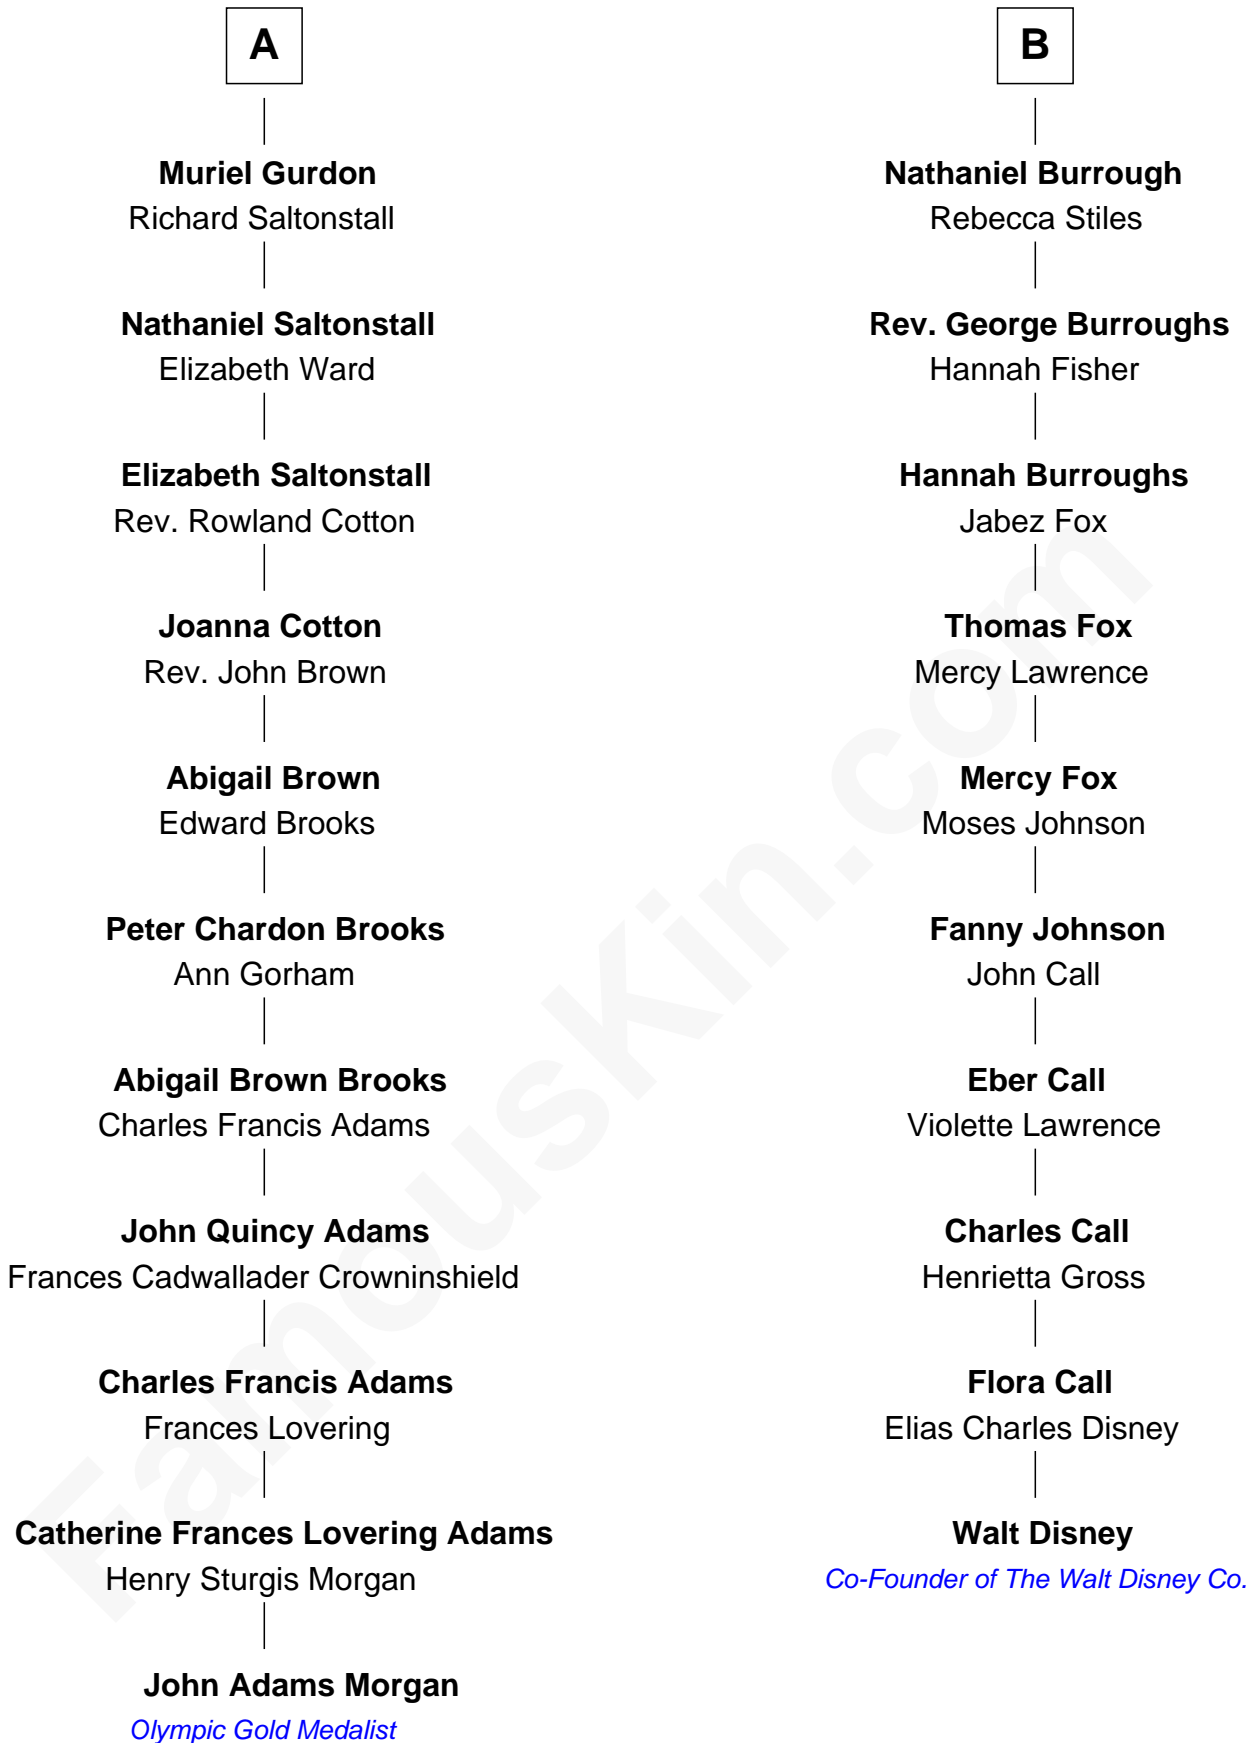 A
Muriel Gurdon
Richard Saltonstall
Nathaniel Saltonstall
Elizabeth Ward
Elizabeth Saltonstall
Rev. Rowland Cotton
Joanna Cotton
Rev. John Brown
Abigail Brown
Edward Brooks
Peter Chardon Brooks
Ann Gorham
Abigail Brown Brooks
Charles Francis Adams
John Quincy Adams
Frances Cadwallader Crowninshield
Charles Francis Adams
Frances Lovering
Catherine Frances Lovering Adams
Henry Sturgis Morgan
John Adams Morgan
Olympic Gold Medalist
B
Nathaniel Burrough
Rebecca Stiles
Rev. George Burroughs
Hannah Fisher
Hannah Burroughs
Jabez Fox
Thomas Fox
Mercy Lawrence
Mercy Fox
Moses Johnson
Fanny Johnson
John Call
Eber Call
Violette Lawrence
Charles Call
Henrietta Gross
Flora Call
Elias Charles Disney
Walt Disney
Co-Founder of The Walt Disney Co.
FamousKin.com